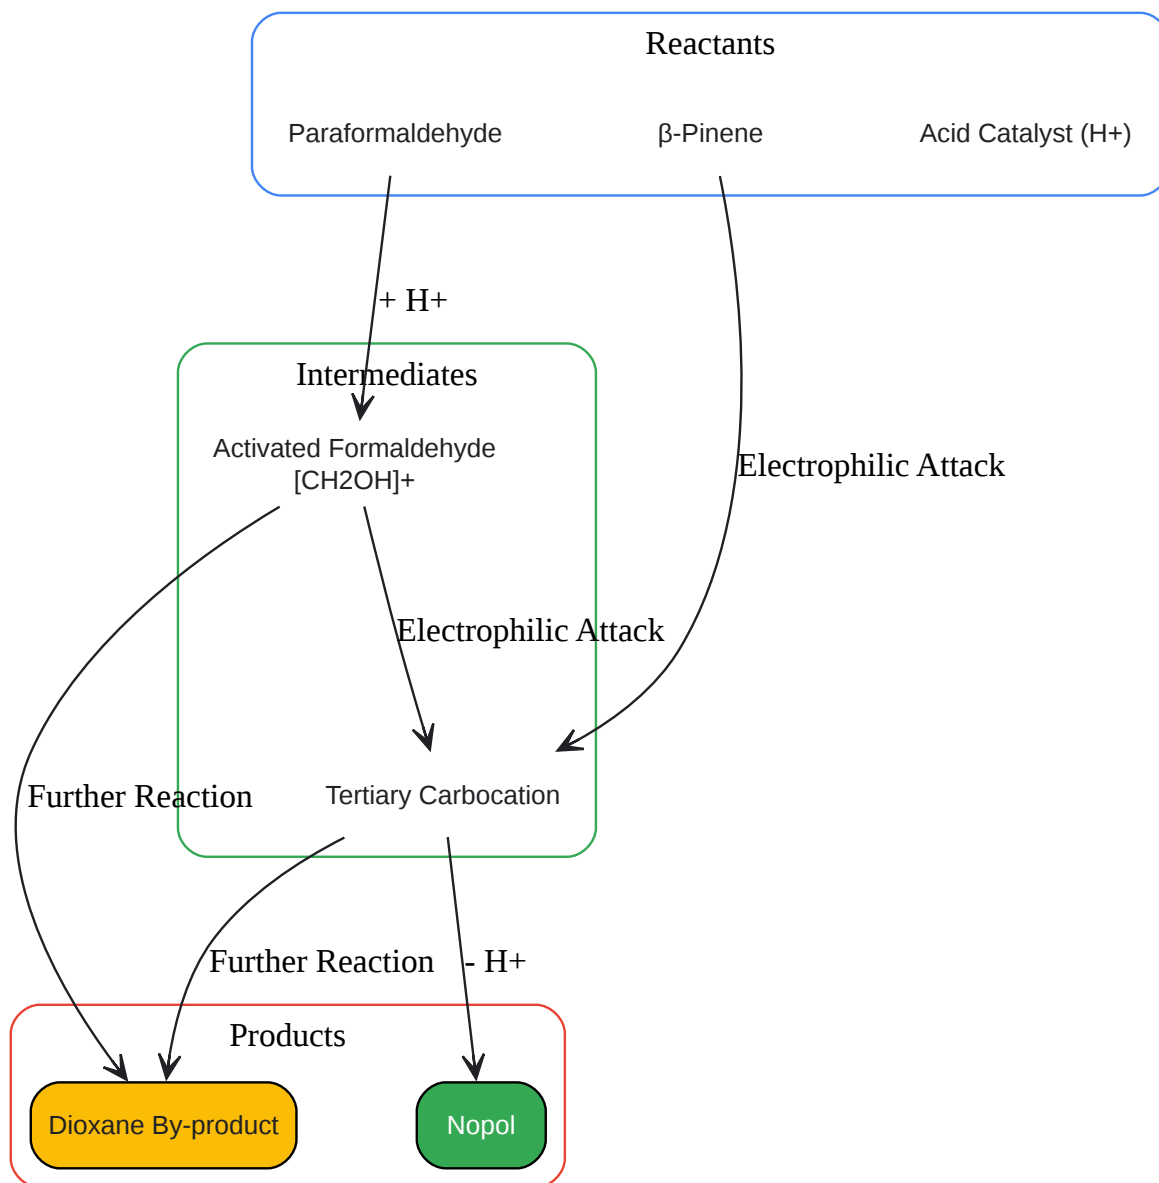 Reactants
Paraformaldehyde
β-Pinene
Acid Catalyst (H+)
+ H+
Intermediates
Activated Formaldehyde
[CH2OH]+
Electrophilic Attack
Electrophilic Attack
Further Reaction
Tertiary Carbocation
Further Reaction
- H+
Products
Dioxane By-product
Nopol